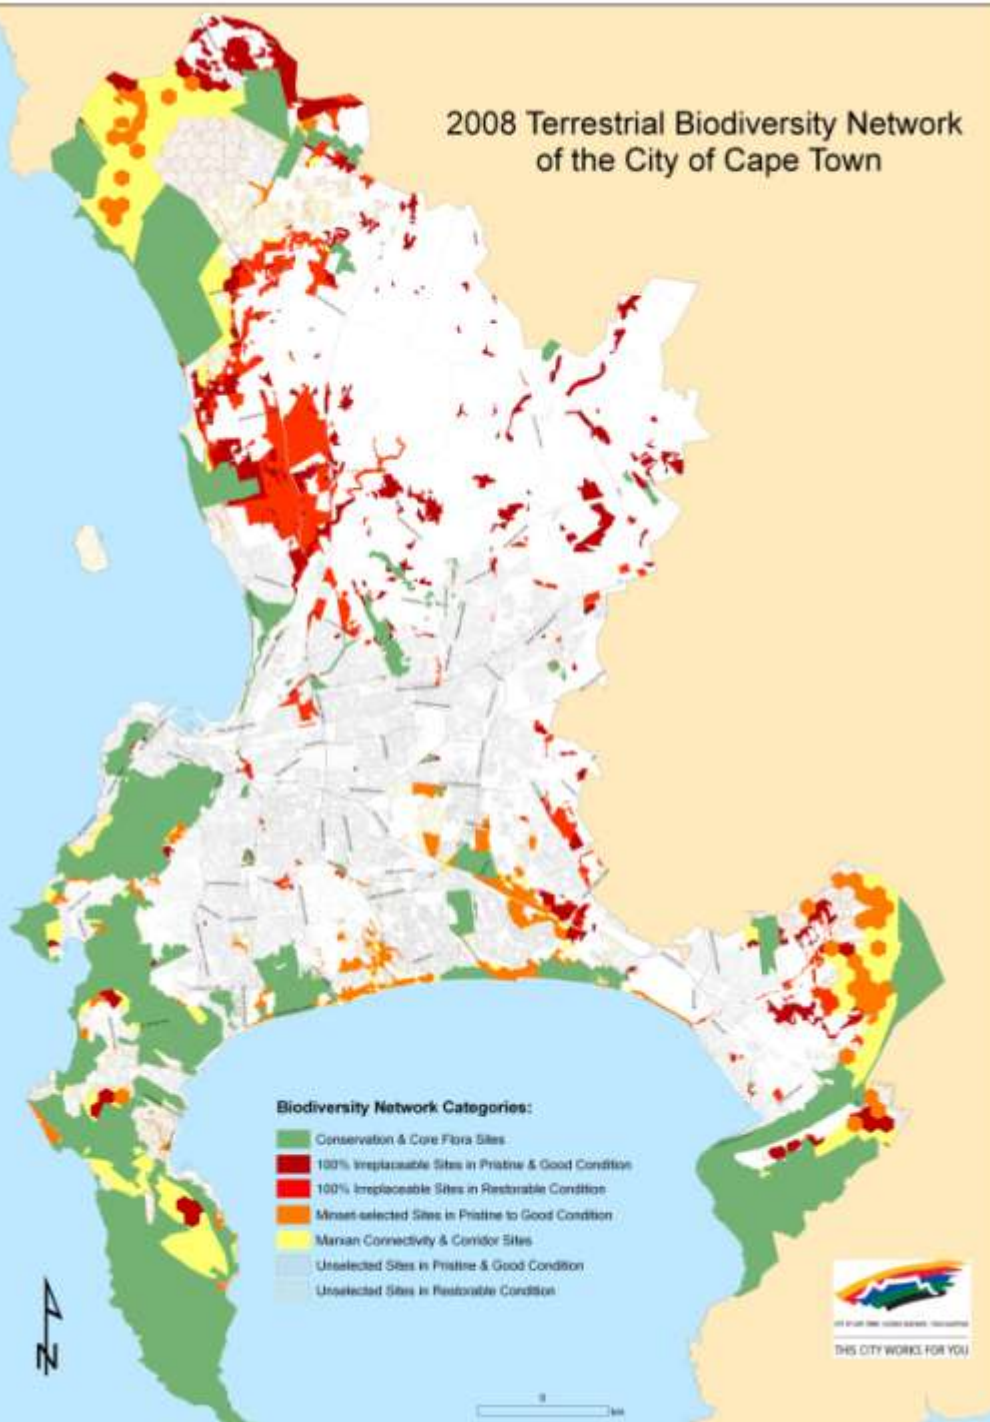 2008 Terrestrial Biodiversity Network
of the City of Cape Town
Biodiversity Network Categories:
Conservation & Core Flora Sites
100% Irreplaceable Sites in Pristine & Good Condition
100% Irreplaceable Sites in Restorable Condition
Minset-selected Sites in Pristine to Good Condition
Marxan Connectivity & Corridor Sites
Unselected Sites in Pristine & Good Condition
Unselected Sites in Restorable Condition
N
km
THIS CITY WORKS FOR YOU